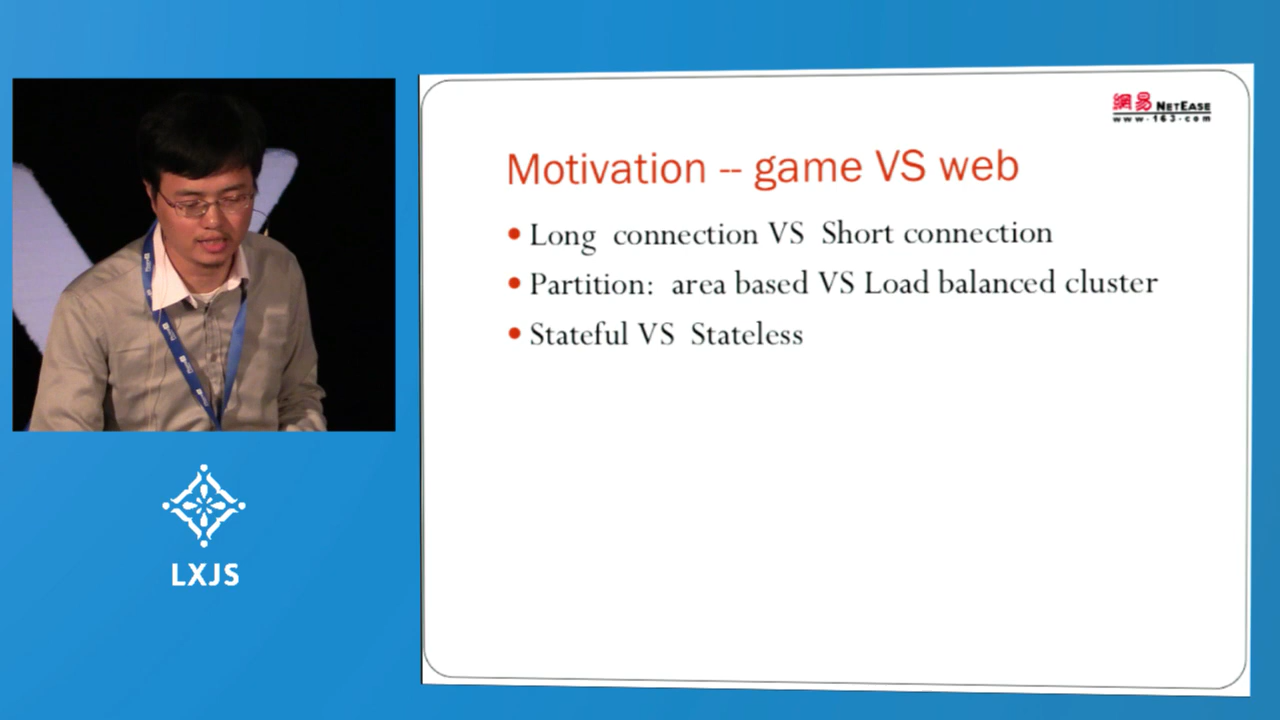 網易 NETEASE
www.163.com
Motivation -- game VS web
Long connection VS Short connection
Partition: area based VS Load balanced cluster
Stateful VS Stateless
LXJS